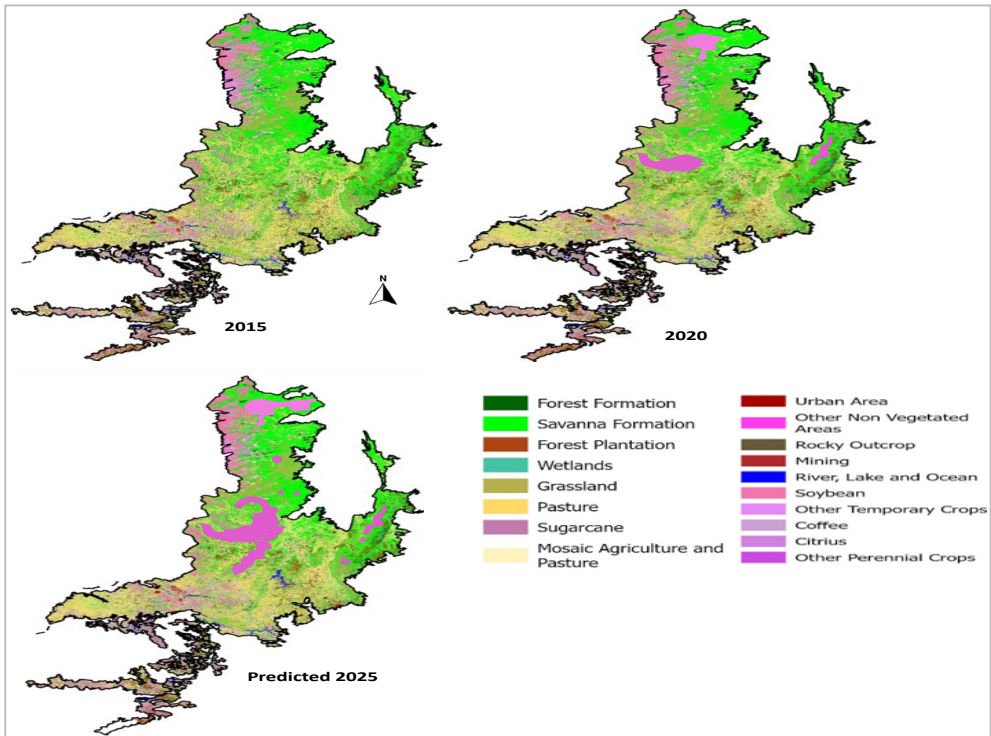 N
2015
2020
Predicted 2025
Forest Formation
Savanna Formation
Forest Plantation
Wetlands
Grassland
Pasture
Sugarcane
Mosaic Agriculture and
Pasture
Urban Area
Other Non Vegetated
Areas
Rocky Outcrop
Mining
River, Lake and Ocean
Soybean
Other Temporary Crops
Coffee
Citrius
Other Perennial Crops